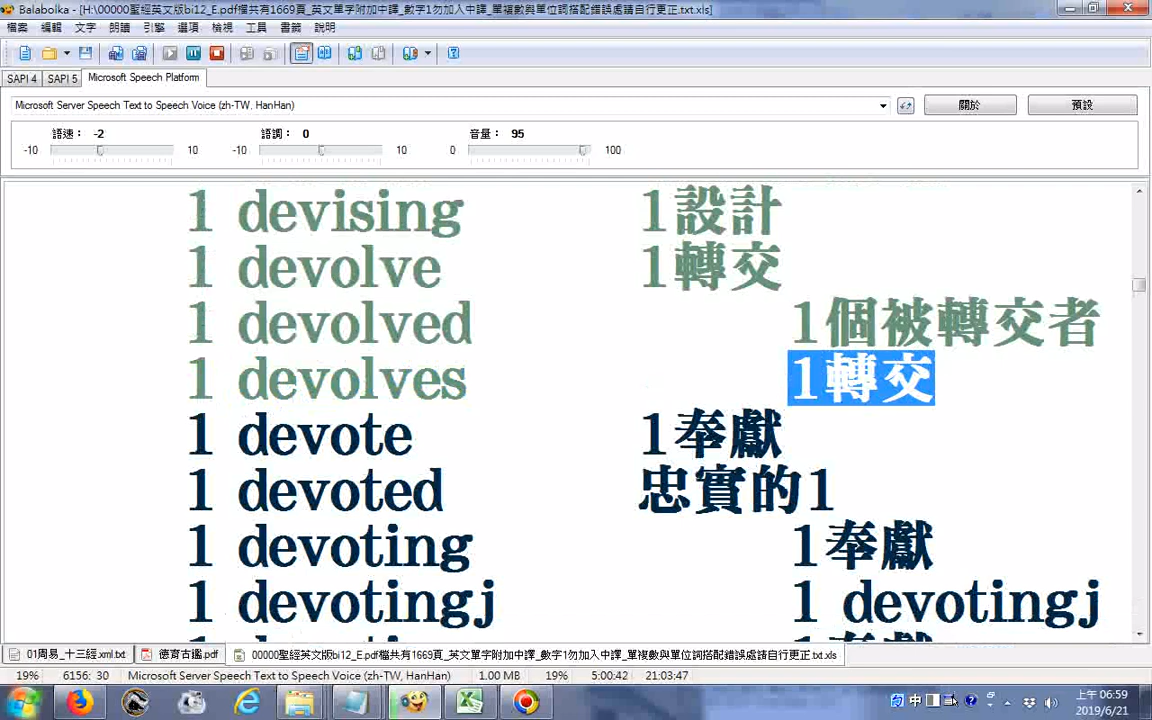 Balabolka - [H:\00000聖經英文版bi12_E.pdf檔共有1669頁_英文單字附加中譯_數字1勿加入中譯_單複數與單位詞搭配錯誤處請自行更正.txt.xls]
檔案 編輯 文字 朗讀 引擎 選項 檢視 工具 書籤 說明
SAPI 4 SAPI 5 Microsoft Speech Platform
Microsoft Server Speech Text to Speech Voice (zh-TW, HanHan) 關於 預設
語速： -2 語調： 0 音量： 95
-10 10 -10 10 0 100
1 devising 1設計
1 devolve 1轉交
1 devolved 1個被轉交者
1 devolves 1轉交
1 devote 1奉獻
1 devoted 忠實的1
1 devoting 1奉獻
1 devotingj 1 devotingj
01周易_十三經.xml.txt 德育古鑑.pdf 00000聖經英文版bi12_E.pdf檔共有1669頁_英文單字附加中譯_數字1勿加入中譯_單複數與單位詞搭配錯誤處請自行更正.txt.xls
19% 6156: 30 Microsoft Server Speech Text to Speech Voice (zh-TW, HanHan) 1.00 MB 19% 5:00:42 21:03:47
中 上午 06:59
2019/6/21